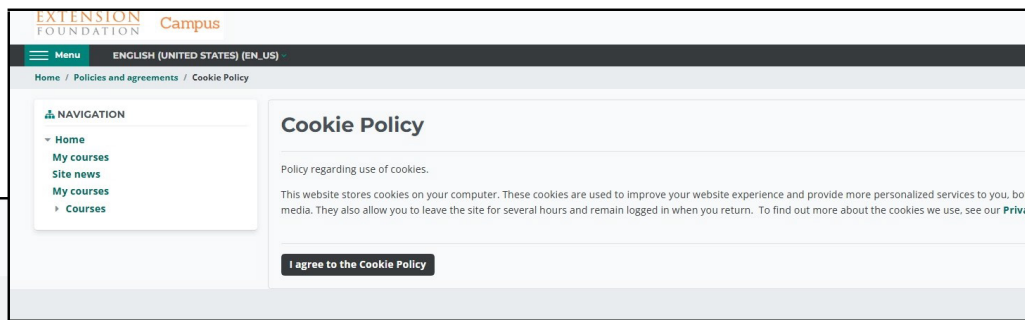 EXTENSION
FOUNDATION
Campus
Menu ENGLISH (UNITED STATES) (EN_US)
Home / Policies and agreements / Cookie Policy
NAVIGATION
Home
My courses
Site news
My courses
Courses
Cookie Policy
Policy regarding use of cookies.
This website stores cookies on your computer. These cookies are used to improve your website experience and provide more personalized services to you,
media. They also allow you to leave the site for several hours and remain logged in when you return. To find out more about the cookies we use, see our
I agree to the Cookie Policy